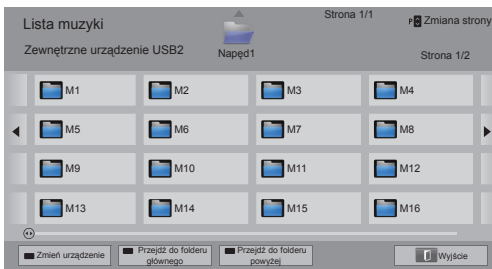 Lista muzyki
Strona 1/1
P Zmiana strony
Zewnętrzne urządzenie USB2
Napęd1
Strona 1/2
M1
M2
M3
M4
M5
M6
M7
M8
M9
M10
M11
M12
M13
M14
M15
M16
Zmień urządzenie
Przejdź do folderu
głównego
Przejdź do folderu
powyżej
Wyjście